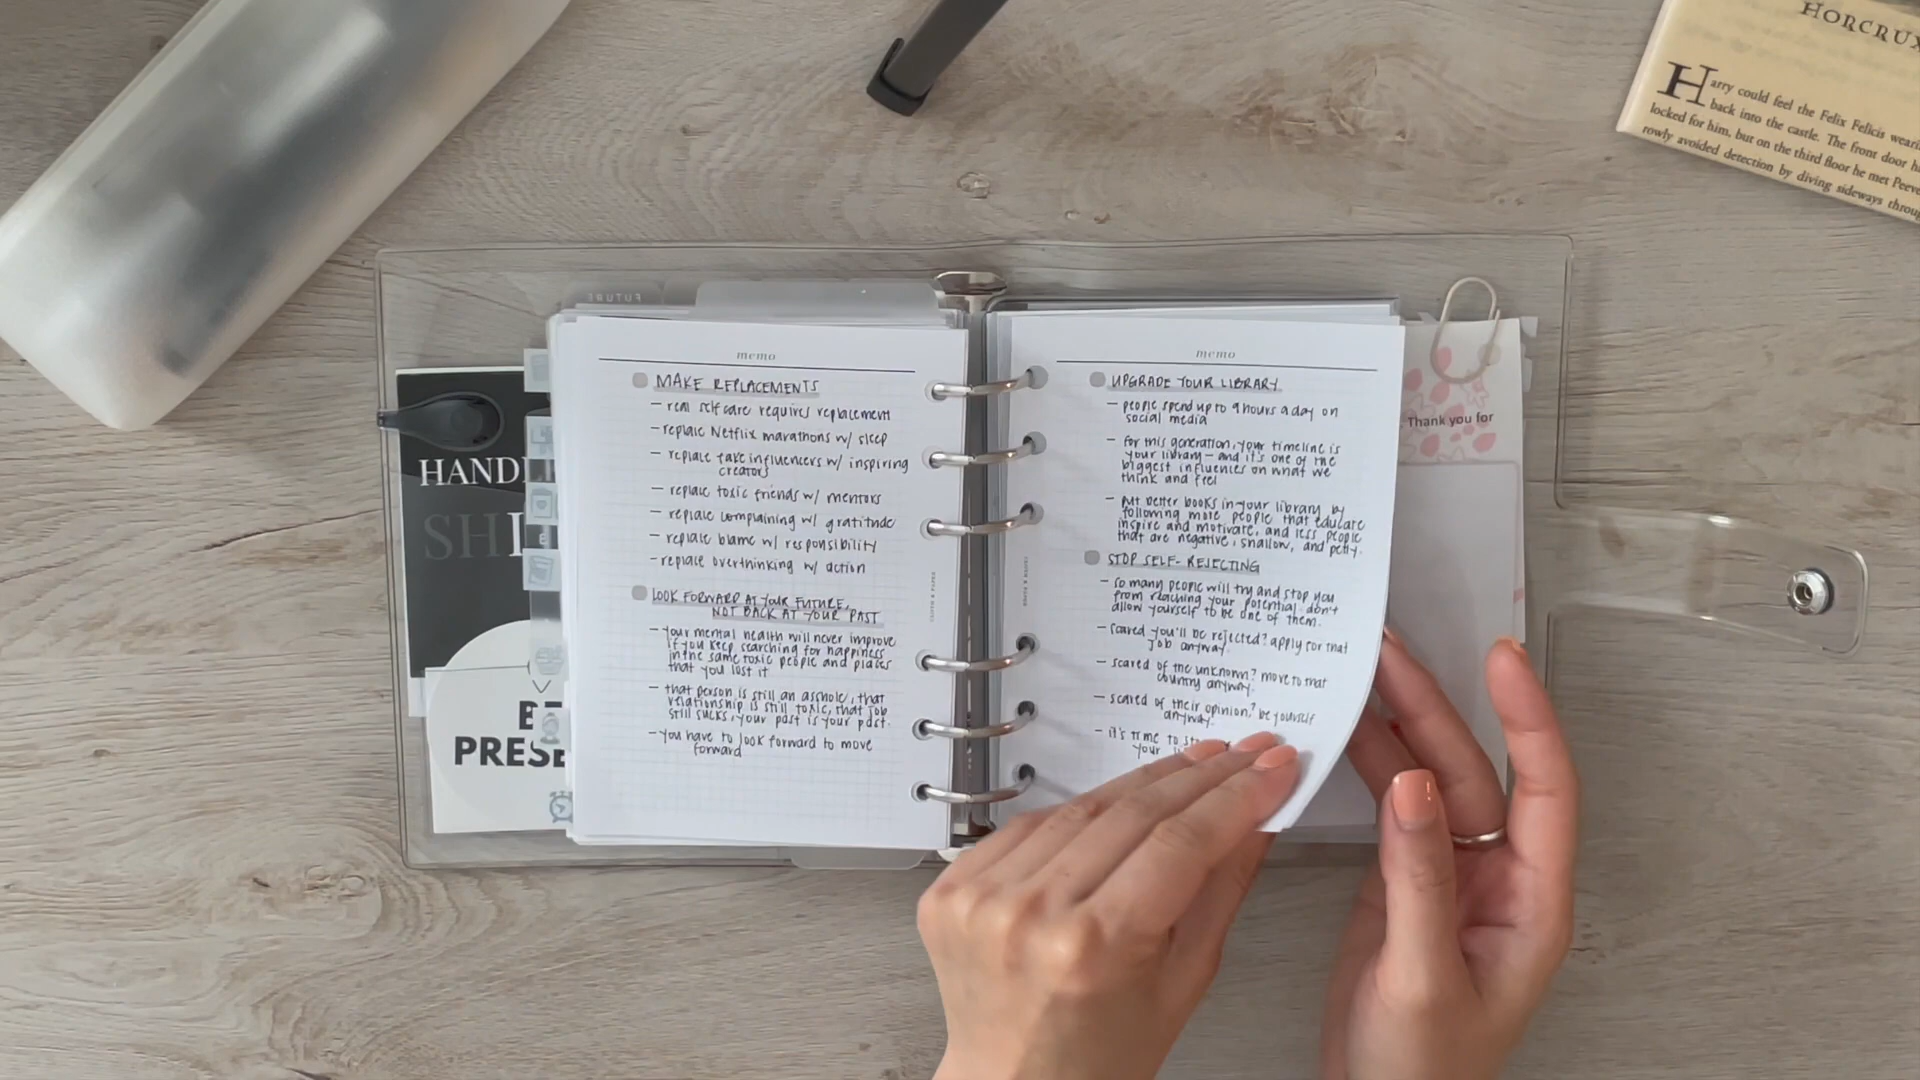 HORCRUX
Harry could feel the Felix Felicis
back into the castle. The front door
locked for him, but on the third floor he met Peeve
rowly avoided detection by diving sideways throug
FUTURE
HAND
SHI
BE
PRESE
memo
MAKE REPLACEMENTS
- real selfcare requires replacement
- replace Netflix marathons w/ sleep
- replace fake influencers w/ inspiring
creators
- replace toxic friends w/ mentors
- replace complaining w/ gratitude
- replace blame w/ responsibility
- replace overthinking w/ action
LOOK FORWARD AT YOUR FUTURE,
NOT BACK AT YOUR PAST
- your mental health will never improve
if you keep searching for happiness
in the same toxic people and places
that you lost it
- that person is still an asshole, that
relationship is still toxic, that job
still sucks, your past is your past.
- you have to look forward to move
forward
memo
UPGRADE YOUR LIBRARY
- people spend up to 9 hours a day on
social media
- for this generation, your timeline is
your library - and it's one of the
biggest influences on what we
think and feel
- put better books in your library by
following more people that educate
inspire and motivate, and less people
that are negative, shallow, and petty.
STOP SELF-REJECTING
- so many people will try and stop you
from reaching your potential. don't
allow yourself to be one of them.
- scared you'll be rejected? apply for that
job anyway.
- scared of the unknown? move to that
country anyway.
- scared of their opinion? be yourself
anyway.
- it's time to
your
Thank you for